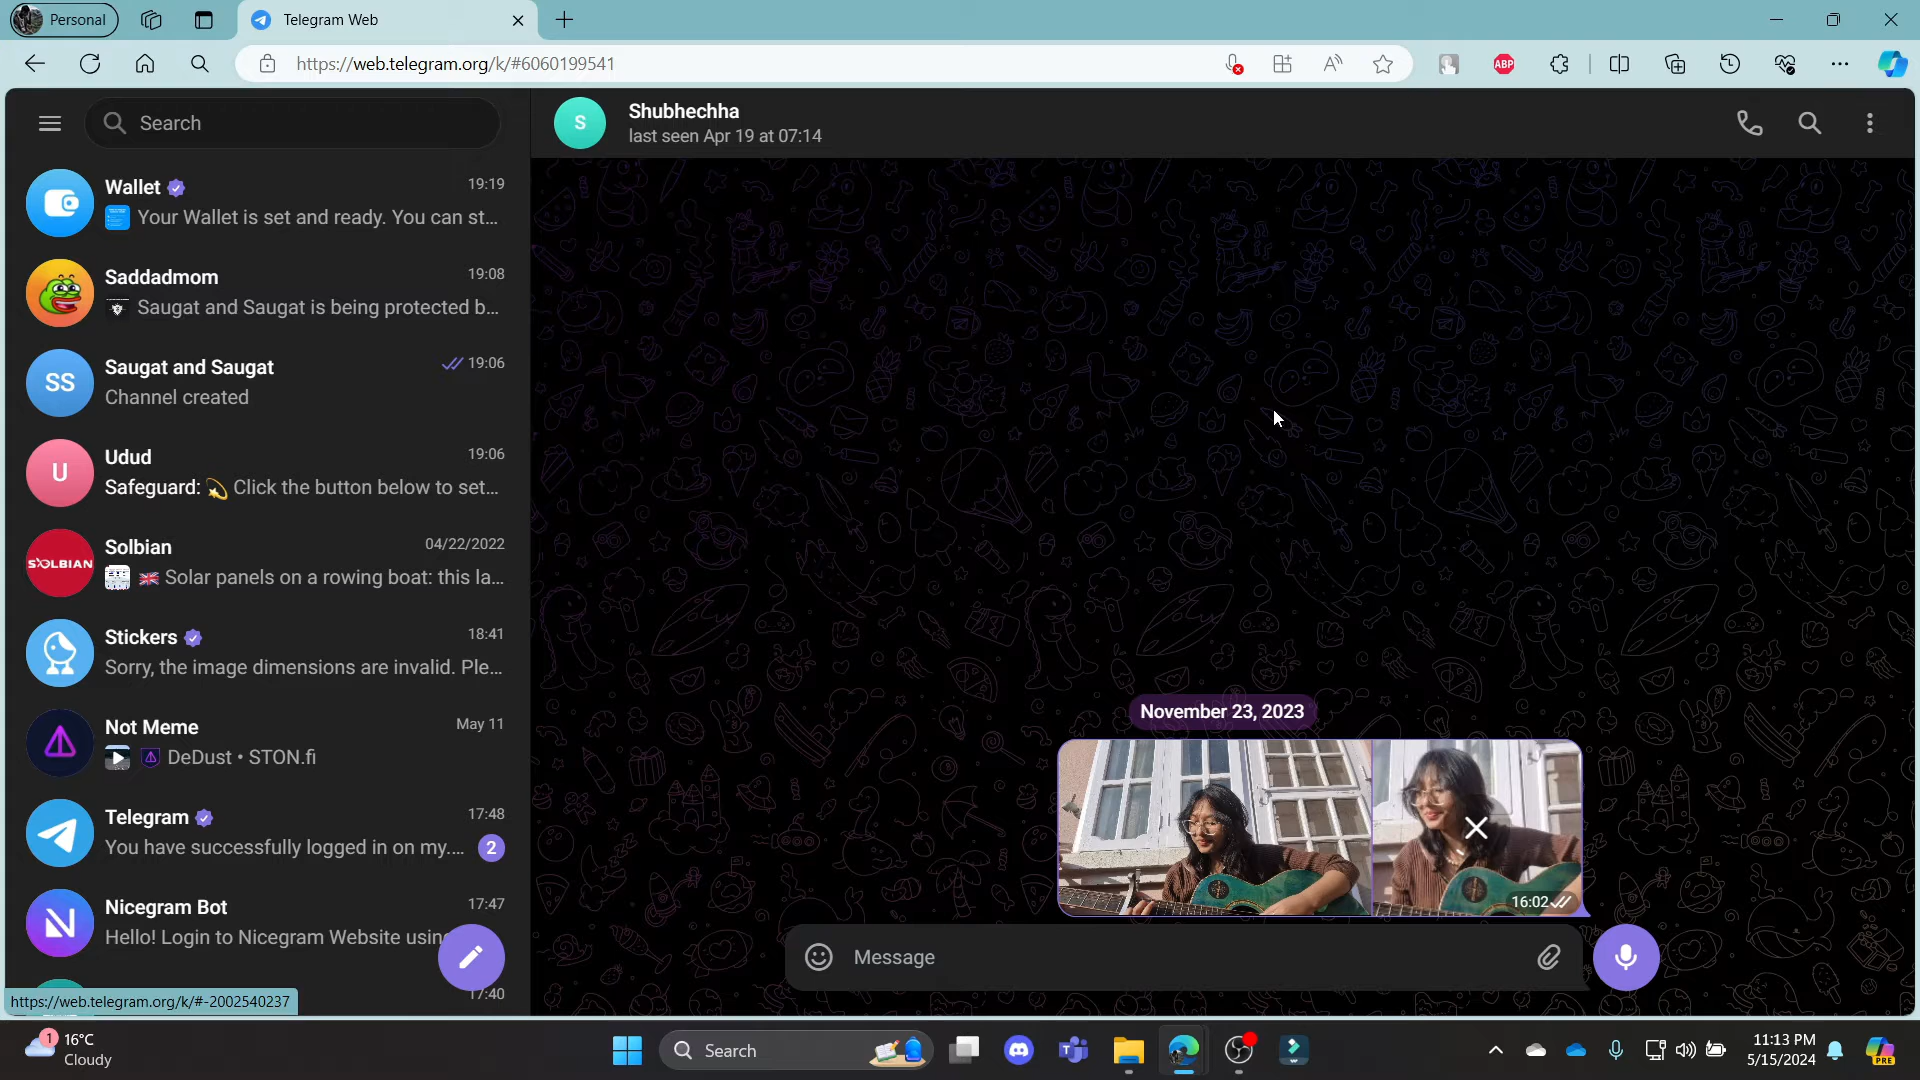 Personal
Telegram Web
https://web.telegram.org/k/#6060199541
ABP
Search
S
Shubhechha
last seen Apr 19 at 07:14
Wallet
19:19
Your Wallet is set and ready. You can st...
Saddadmom
19:08
Saugat and Saugat is being protected b...
SS
Saugat and Saugat
19:06
Channel created
U
Udud
19:06
Safeguard: 💫 Click the button below to set...
SOLBIAN
Solbian
04/22/2022
🇬🇧 Solar panels on a rowing boat: this la...
Stickers
18:41
Sorry, the image dimensions are invalid. Ple...
Not Meme
May 11
DeDust • STON.fi
Telegram
17:48
You have successfully logged in on my....
2
N
Nicegram Bot
17:47
Hello! Login to Nicegram Website usin
17:40
https://web.telegram.org/k/#-2002540237
November 23, 2023
16:02
Message
1
16°C
Cloudy
Search
11:13 PM
5/15/2024
PRE